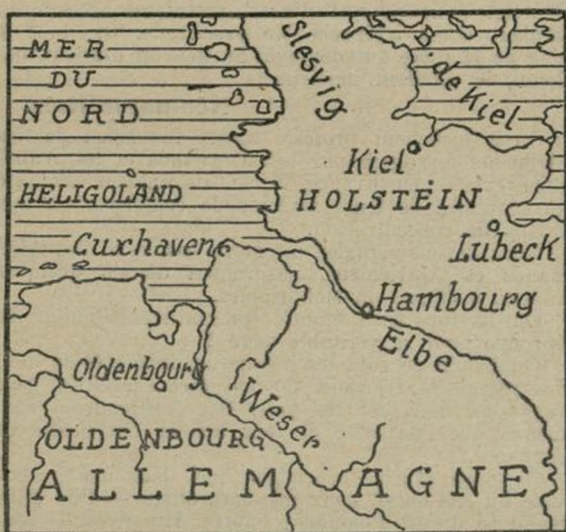 MER
DU
NORD
Slesvig
B. de Kiel
Kiel
HELIGOLAND
HOLSTEIN
Lubeck
Cuxhaven
Hambourg
Elbe
Oldenbourg
Weser
OLDENBOURG
ALLEMAGNE